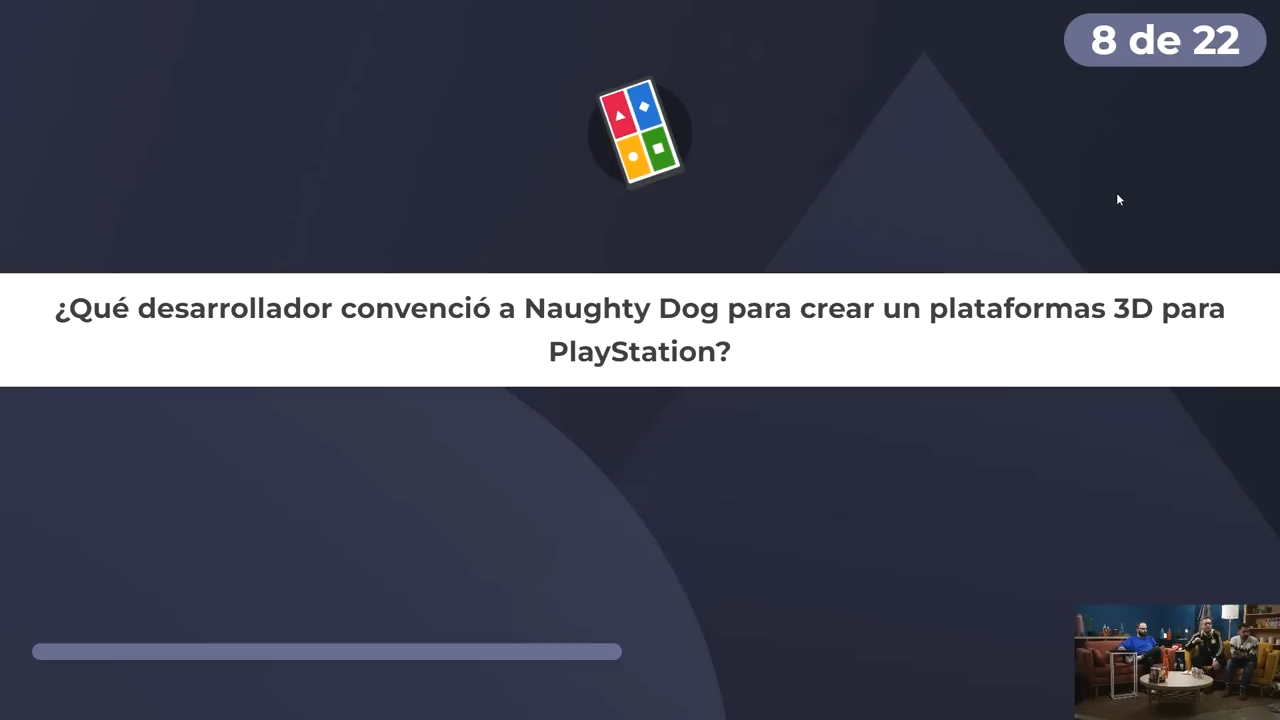 8 de 22
¿Qué desarrollador convenció a Naughty Dog para crear un plataformas 3D para
PlayStation?